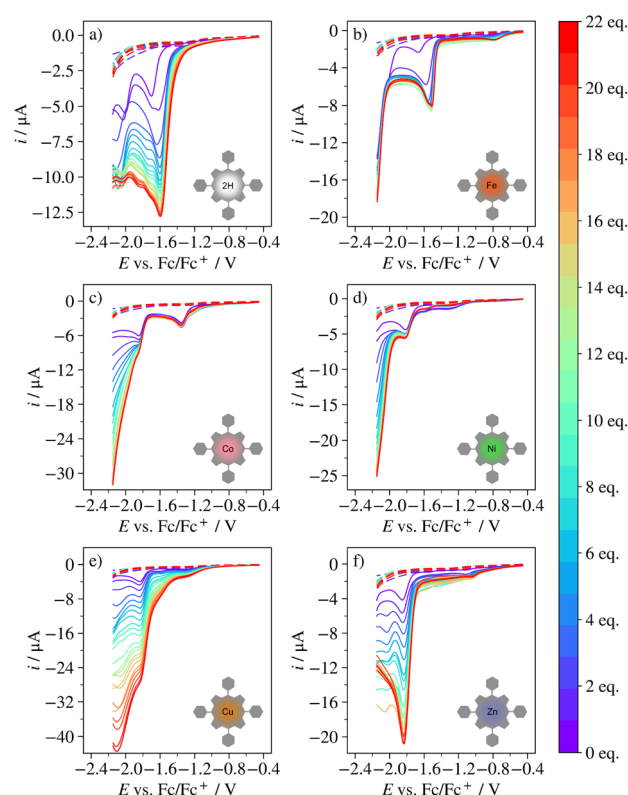 a)
0.0
−2.5
−5.0
−7.5
−10.0
−12.5
i / μA
2H
−2.4 −2.0 −1.6 −1.2 −0.8 −0.4
E vs. Fc/Fc⁺ / V
b)
0
−4
−8
−12
−16
−20
i / μA
Fe
−2.4 −2.0 −1.6 −1.2 −0.8 −0.4
E vs. Fc/Fc⁺ / V
c)
0
−6
−12
−18
−24
−30
i / μA
Co
−2.4 −2.0 −1.6 −1.2 −0.8 −0.4
E vs. Fc/Fc⁺ / V
d)
0
−5
−10
−15
−20
−25
i / μA
Ni
−2.4 −2.0 −1.6 −1.2 −0.8 −0.4
E vs. Fc/Fc⁺ / V
e)
0
−8
−16
−24
−32
−40
i / μA
Cu
−2.4 −2.0 −1.6 −1.2 −0.8 −0.4
E vs. Fc/Fc⁺ / V
f)
0
−4
−8
−12
−16
−20
i / μA
Zn
−2.4 −2.0 −1.6 −1.2 −0.8 −0.4
E vs. Fc/Fc⁺ / V
22 eq.
20 eq.
18 eq.
16 eq.
14 eq.
12 eq.
10 eq.
8 eq.
6 eq.
4 eq.
2 eq.
0 eq.